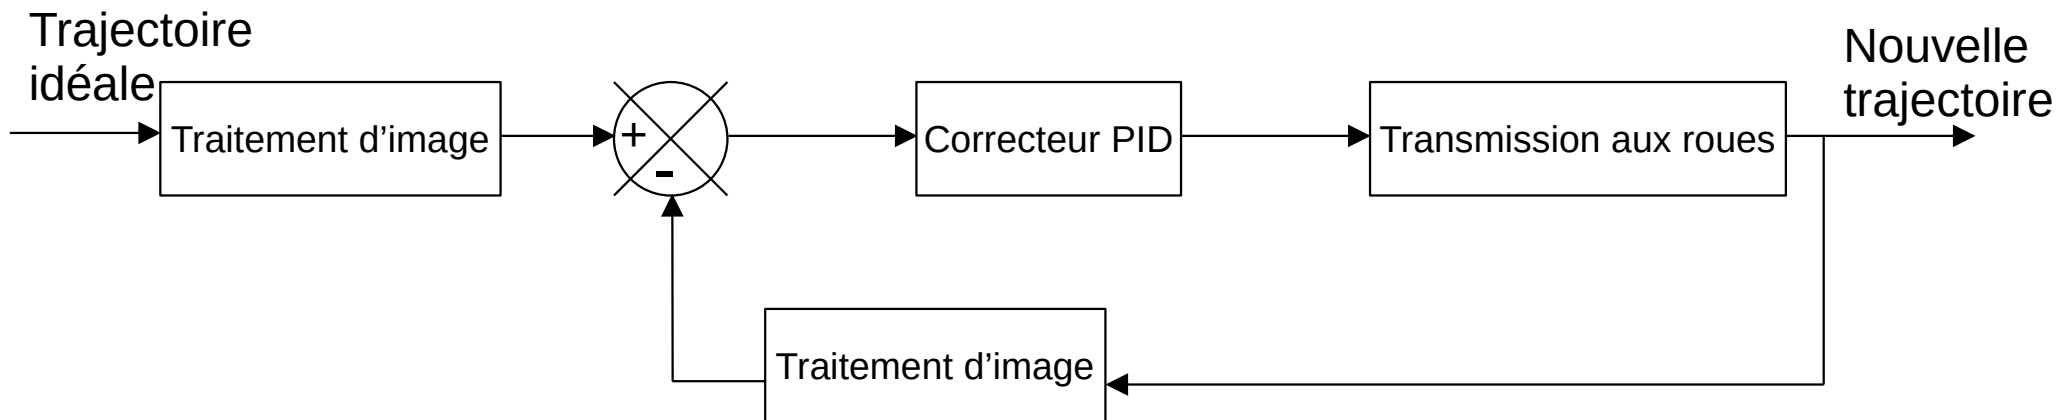 Trajectoire
idéale
Traitement d’image
+
-
Correcteur PID
Transmission aux roues
Nouvelle
trajectoire
Traitement d’image